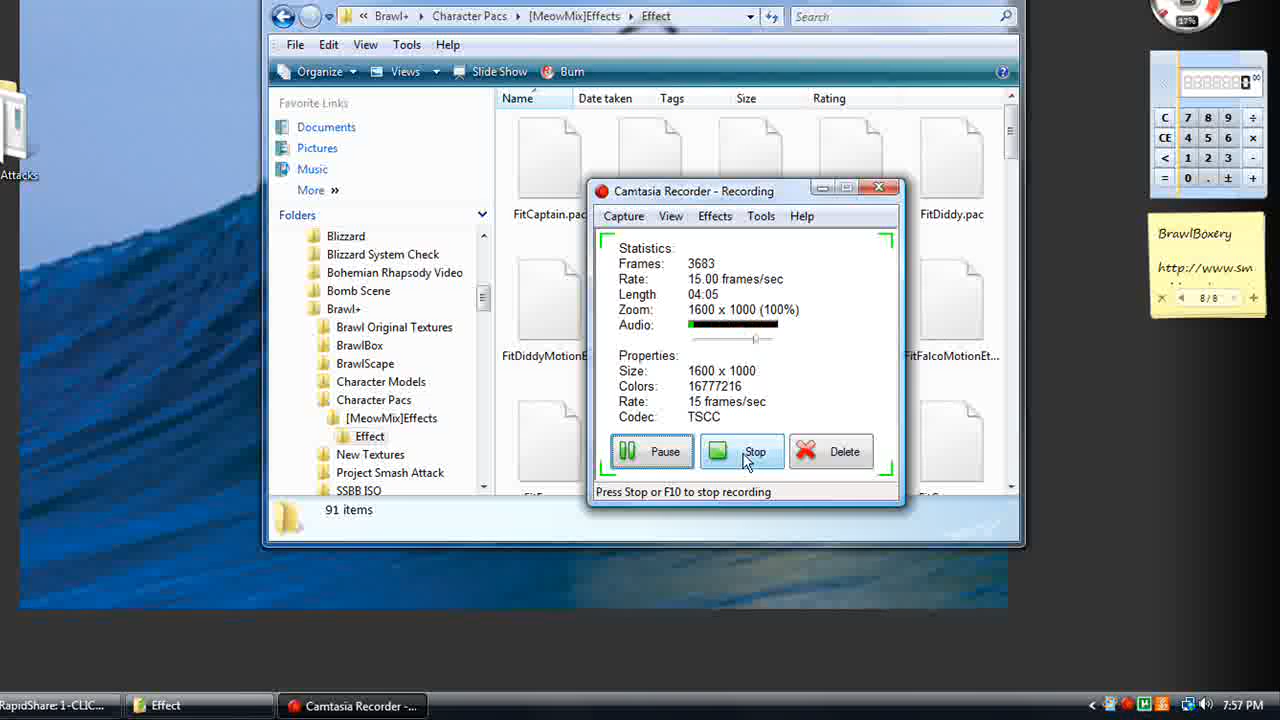 Brawl+ Character Pacs [MeowMix]Effects Effect
Search
17%
File Edit View Tools Help
Organize Views Slide Show Burn
Favorite Links
Documents
Pictures
Music
More »
Folders
Blizzard
Blizzard System Check
Bohemian Rhapsody Video
Bomb Scene
Brawl+
Brawl Original Textures
BrawlBox
BrawlScape
Character Models
Character Pacs
[MeowMix]Effects
Effect
New Textures
Project Smash Attack
SSBB ISO
91 items
Name Date taken Tags Size Rating
FitCaptain.pac
FitDiddy.pac
FitDiddyMotionE
FitFalcoMotionEt...
Camtasia Recorder - Recording
Capture View Effects Tools Help
Statistics:
Frames: 3683
Rate: 15.00 frames/sec
Length 04:05
Zoom: 1600 x 1000 (100%)
Audio:
Properties:
Size: 1600 x 1000
Colors: 16777216
Rate: 15 frames/sec
Codec: TSCC
Pause Stop Delete
Press Stop or F10 to stop recording
Attacks
C 7 8 9 ÷
CE 4 5 6 ×
< 1 2 3 -
= 0 . ± +
BrawlBoxery
http://www.sm
8/8
RapidShare: 1-CLIC...
Effect
Camtasia Recorder -...
7:57 PM